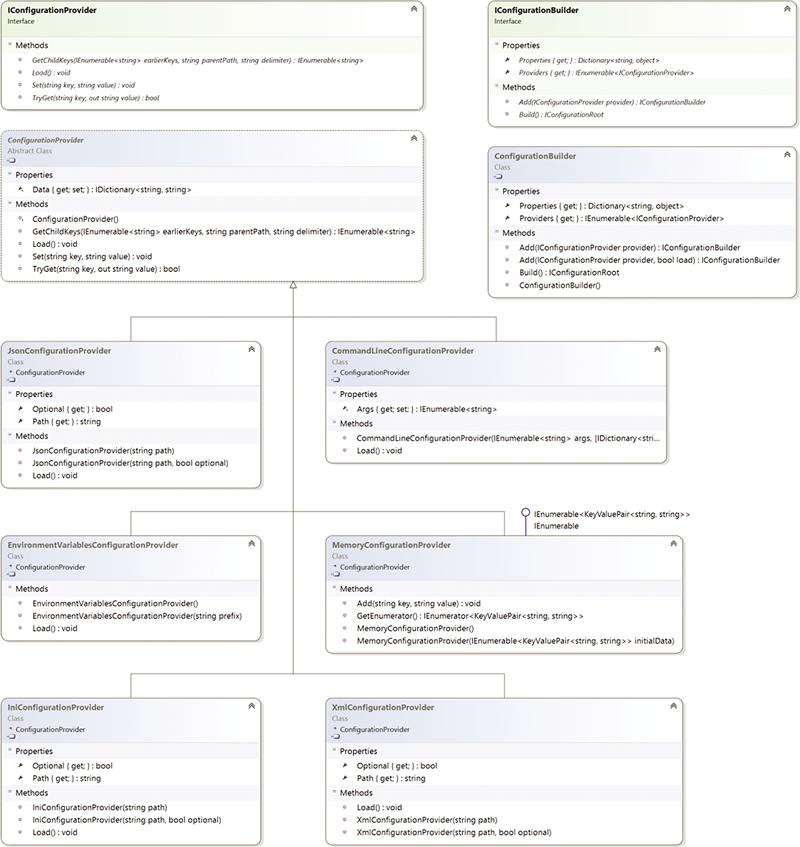 IConfigurationProvider
Interface
Methods
GetChildKeys(IEnumerable<string> earlierKeys, string parentPath, string delimiter) : IEnumerable<string>
Load() : void
Set(string key, string value) : void
TryGet(string key, out string value) : bool
IConfigurationBuilder
Interface
Properties
Properties { get; } : Dictionary<string, object>
Providers { get; } : IEnumerable<IConfigurationProvider>
Methods
Add(IConfigurationProvider provider) : IConfigurationBuilder
Build() : IConfigurationRoot
ConfigurationProvider
Abstract Class
Properties
Data { get; set; } : IDictionary<string, string>
Methods
ConfigurationProvider()
GetChildKeys(IEnumerable<string> earlierKeys, string parentPath, string delimiter) : IEnumerable<string>
Load() : void
Set(string key, string value) : void
TryGet(string key, out string value) : bool
ConfigurationBuilder
Class
Properties
Properties { get; } : Dictionary<string, object>
Providers { get; } : IEnumerable<IConfigurationProvider>
Methods
Add(IConfigurationProvider provider) : IConfigurationBuilder
Add(IConfigurationProvider provider, bool load) : IConfigurationBuilder
Build() : IConfigurationRoot
ConfigurationBuilder()
JsonConfigurationProvider
Class
ConfigurationProvider
Properties
Optional { get; } : bool
Path { get; } : string
Methods
JsonConfigurationProvider(string path)
JsonConfigurationProvider(string path, bool optional)
Load() : void
CommandLineConfigurationProvider
Class
ConfigurationProvider
Properties
Args { get; set; } : IEnumerable<string>
Methods
CommandLineConfigurationProvider(IEnumerable<string> args, [IDictionary<stri...
Load() : void
EnvironmentVariablesConfigurationProvider
Class
ConfigurationProvider
Methods
EnvironmentVariablesConfigurationProvider()
EnvironmentVariablesConfigurationProvider(string prefix)
Load() : void
IEnumerable<KeyValuePair<string, string>>
IEnumerable
MemoryConfigurationProvider
Class
ConfigurationProvider
Methods
Add(string key, string value) : void
GetEnumerator() : IEnumerator<KeyValuePair<string, string>>
MemoryConfigurationProvider()
MemoryConfigurationProvider(IEnumerable<KeyValuePair<string, string>> initialData)
IniConfigurationProvider
Class
ConfigurationProvider
Properties
Optional { get; } : bool
Path { get; } : string
Methods
IniConfigurationProvider(string path)
IniConfigurationProvider(string path, bool optional)
Load() : void
XmlConfigurationProvider
Class
ConfigurationProvider
Properties
Optional { get; } : bool
Path { get; } : string
Methods
Load() : void
XmlConfigurationProvider(string path)
XmlConfigurationProvider(string path, bool optional)